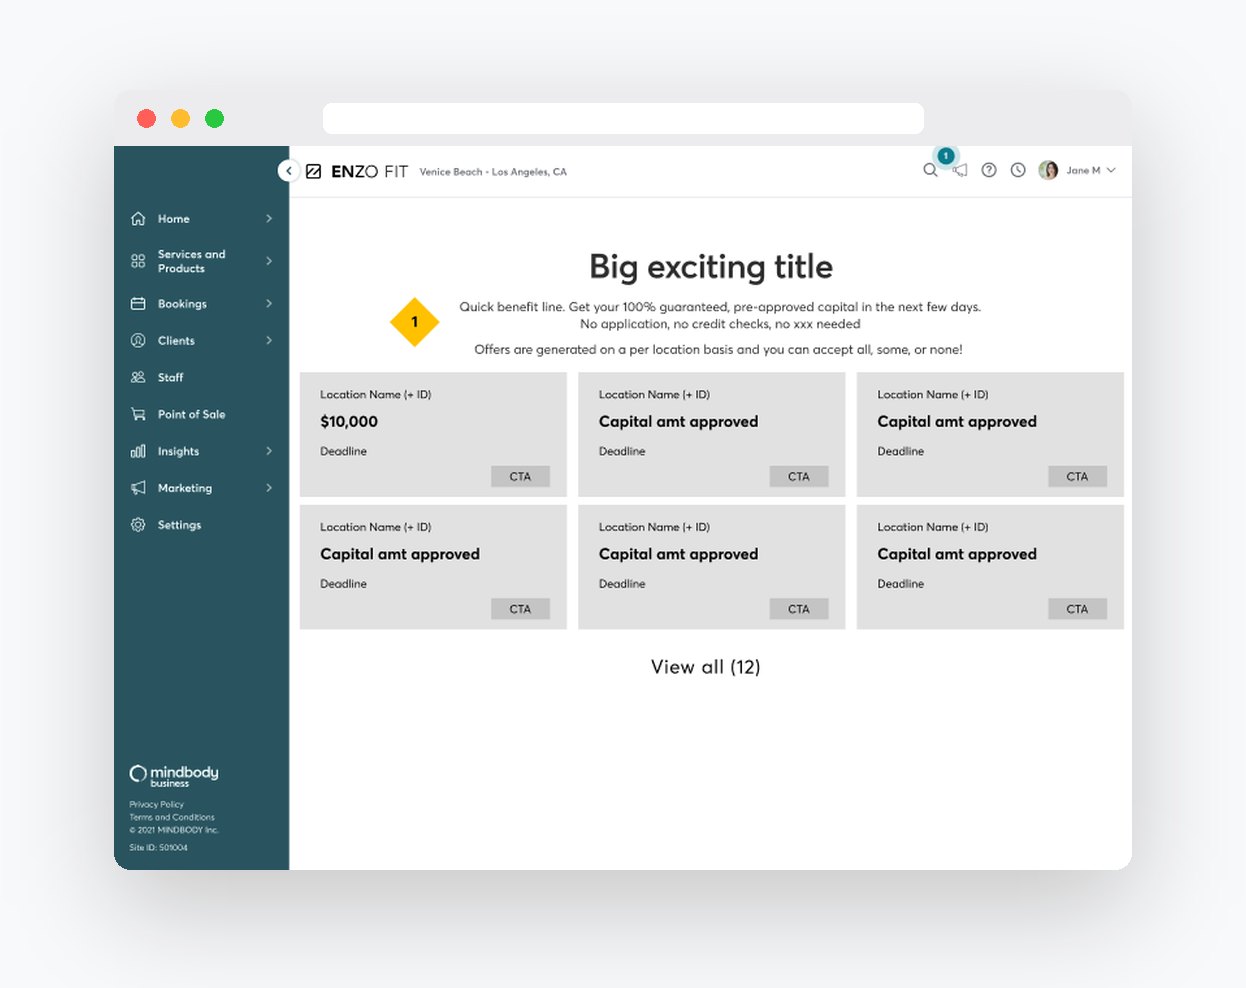 ENZO FIT Venice Beach - Los Angeles, CA
1
Jane M
Home
Services and
Products
Bookings
Clients
Staff
Point of Sale
Insights
Marketing
Settings
mindbody
business
Privacy Policy
Terms and Conditions
© 2021 MINDBODY Inc.
Site ID: 501004
Big exciting title
1
Quick benefit line. Get your 100% guaranteed, pre-approved capital in the next few days.
No application, no credit checks, no xxx needed
Offers are generated on a per location basis and you can accept all, some, or none!
Location Name (+ ID)
$10,000
Deadline
CTA
Location Name (+ ID)
Capital amt approved
Deadline
CTA
Location Name (+ ID)
Capital amt approved
Deadline
CTA
Location Name (+ ID)
Capital amt approved
Deadline
CTA
Location Name (+ ID)
Capital amt approved
Deadline
CTA
Location Name (+ ID)
Capital amt approved
Deadline
CTA
View all (12)